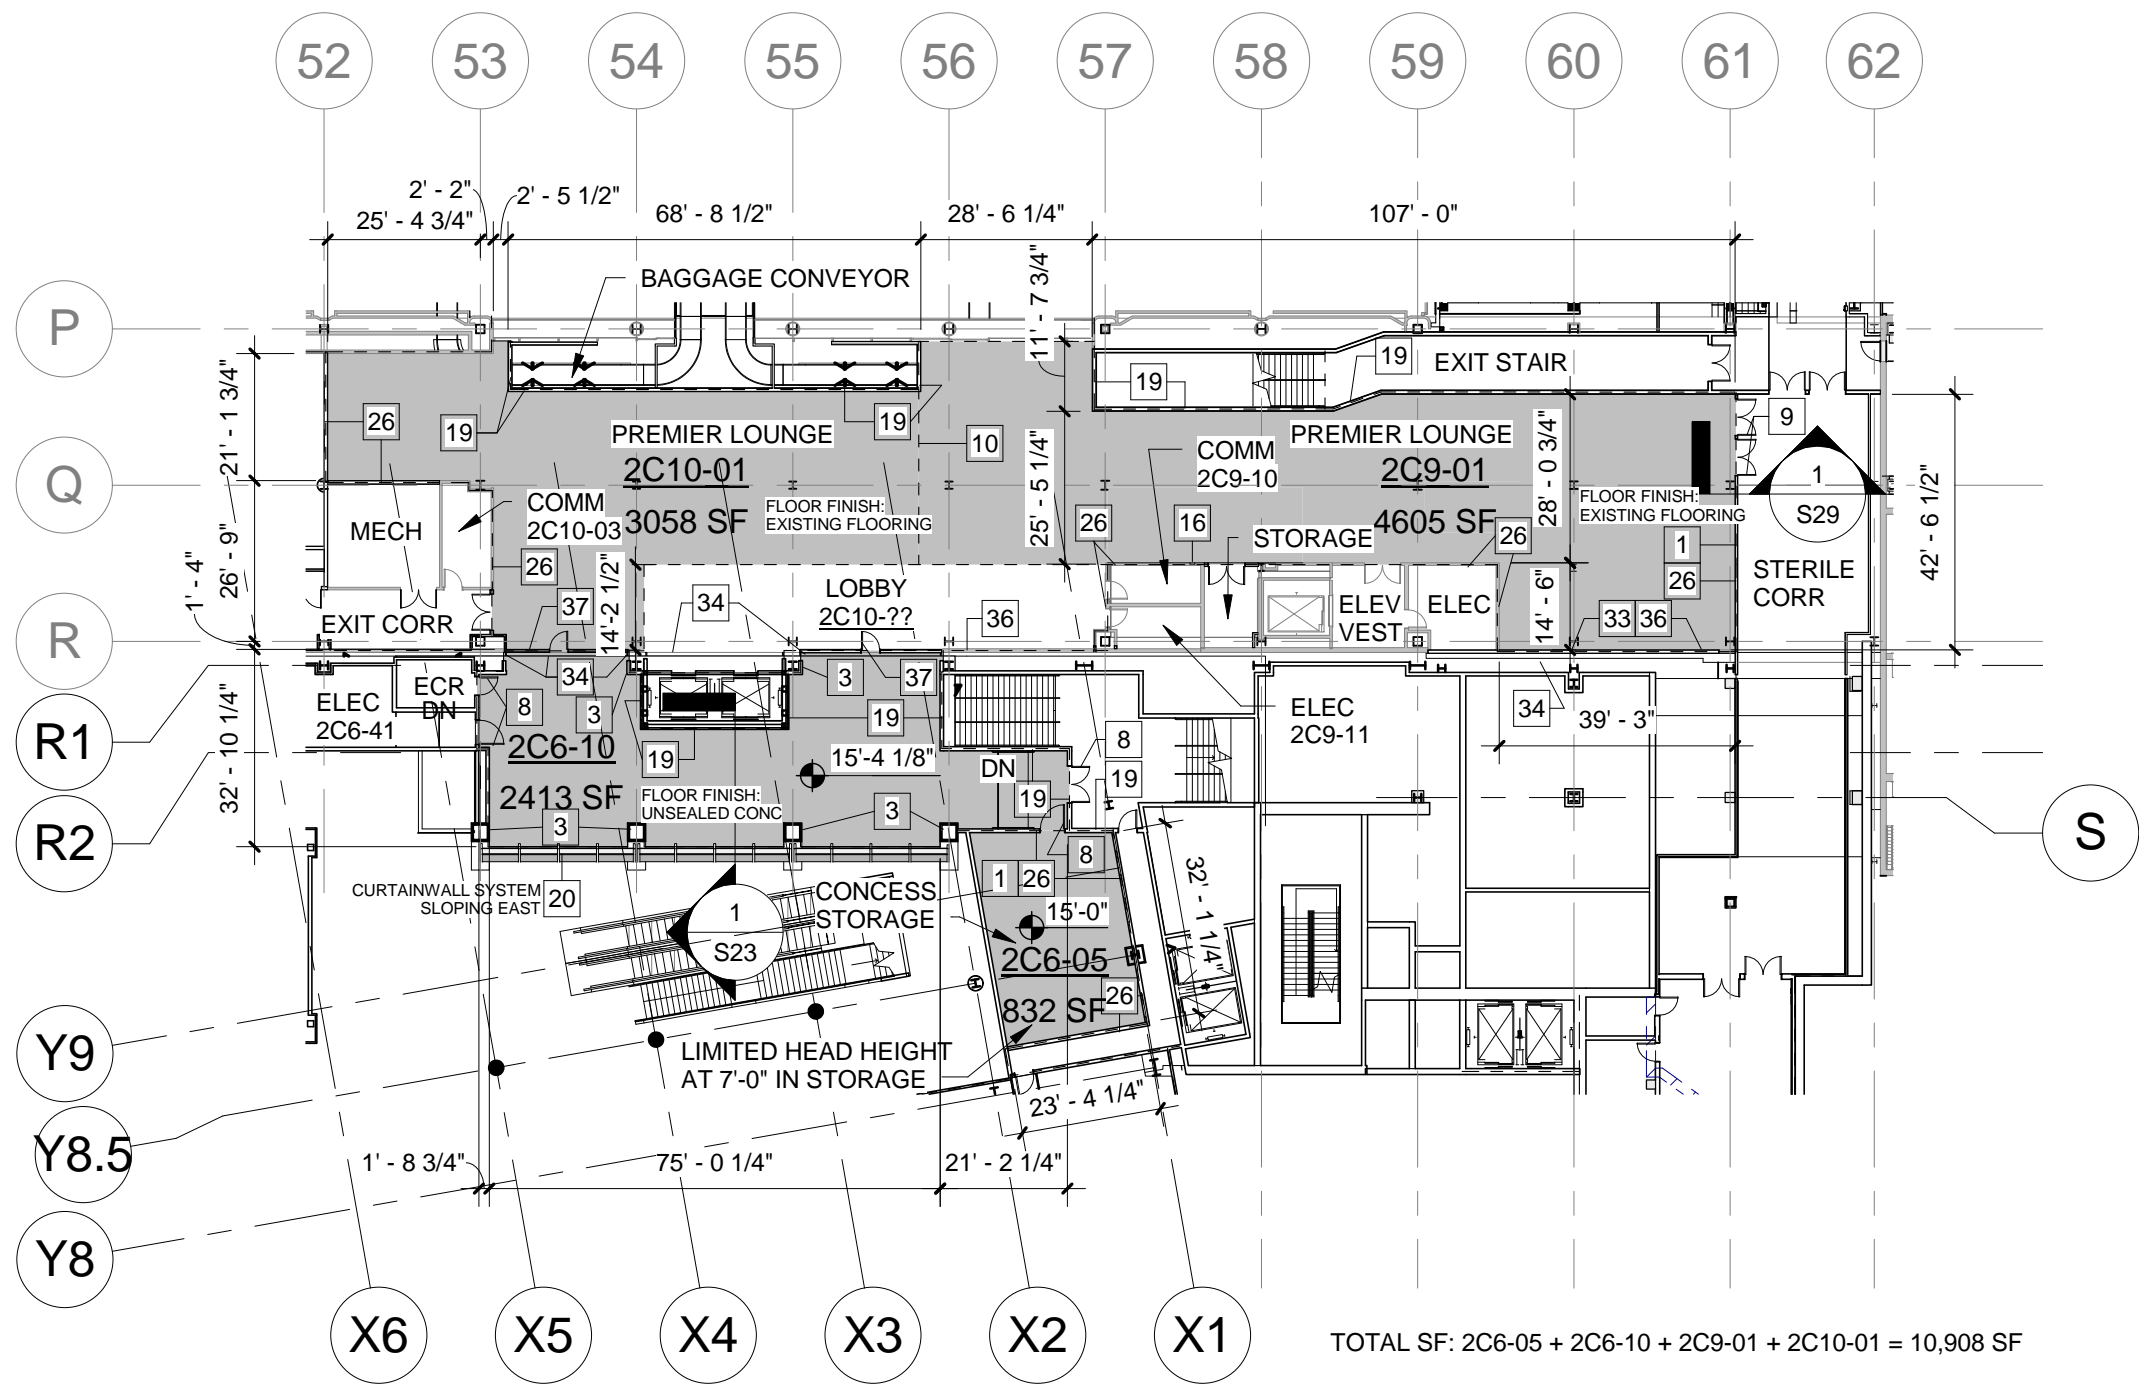 52 53 54 55 56 57 58 59 60 61 62
2' - 2" 2' - 5 1/2"
25' - 4 3/4" 68' - 8 1/2" 28' - 6 1/4" 107' - 0"
BAGGAGE CONVEYOR
11' - 7 3/4"
P
19 EXIT STAIR
19
21' - 1 3/4"
26 19 19 10 9
PREMIER LOUNGE
2C10-01
3058 SF
FLOOR FINISH:
EXISTING FLOORING
25' - 5 1/4"
COMM
2C9-10
PREMIER LOUNGE
2C9-01
4605 SF
28' - 0 3/4"
FLOOR FINISH:
EXISTING FLOORING
1
S29
42' - 6 1/2"
Q
MECH
COMM
2C10-03
26 16 26
STORAGE
1
26
26' - 9"
1' - 4"
26
37
14'-2 1/2"
34
LOBBY
2C10-??
36
ELEV
VEST
ELEC
14' - 6"
33 36
STERILE
CORR
EXIT CORR
R
R1
R2
ELEC
2C6-41
ECR
DN
8
34
3
3
37
19
2C6-10
2413 SF
19
15'-4 1/8"
DN
8
19
19
ELEC
2C9-11
34
39' - 3"
32' - 10 1/4"
FLOOR FINISH:
UNSEALED CONC
3
3
S
8
CURTAINWALL SYSTEM
SLOPING EAST
20
CONCESS
STORAGE
1
S23
1 26
15'-0"
2C6-05
832 SF
26
32' - 1 1/4"
LIMITED HEAD HEIGHT
AT 7'-0" IN STORAGE
23' - 4 1/4"
Y9
Y8.5
Y8
1' - 8 3/4" 75' - 0 1/4" 21' - 2 1/4"
X6 X5 X4 X3 X2 X1
TOTAL SF: 2C6-05 + 2C6-10 + 2C9-01 + 2C10-01 = 10,908 SF